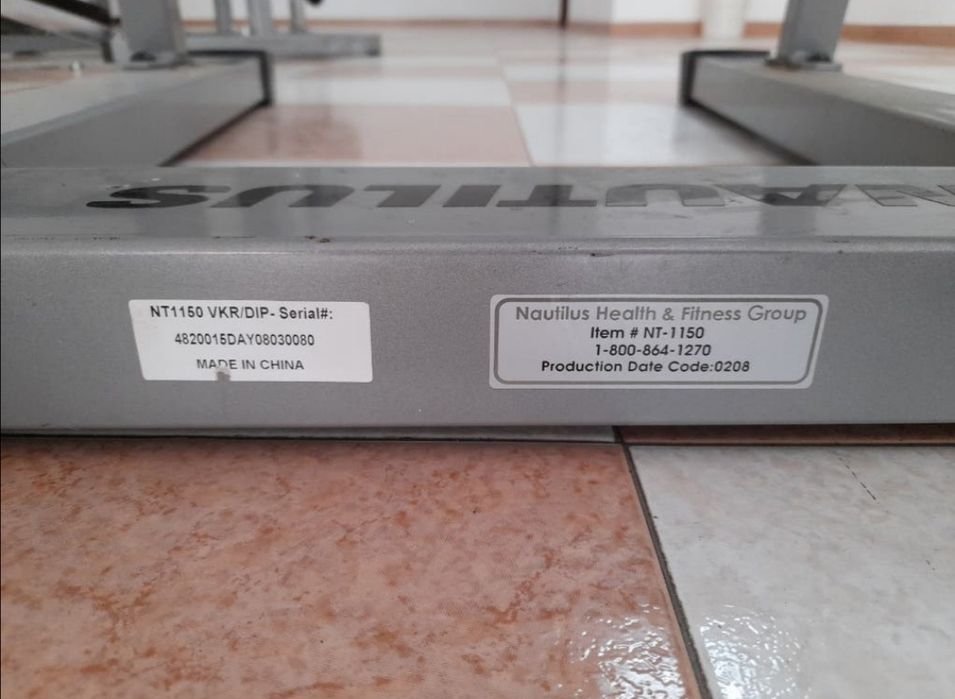 NAUTILUS
NT1150 VKR/DIP- Serial#:
4820015DAY08030080
MADE IN CHINA
Nautilus Health & Fitness Group
Item # NT-1150
1-800-864-1270
Production Date Code:0208